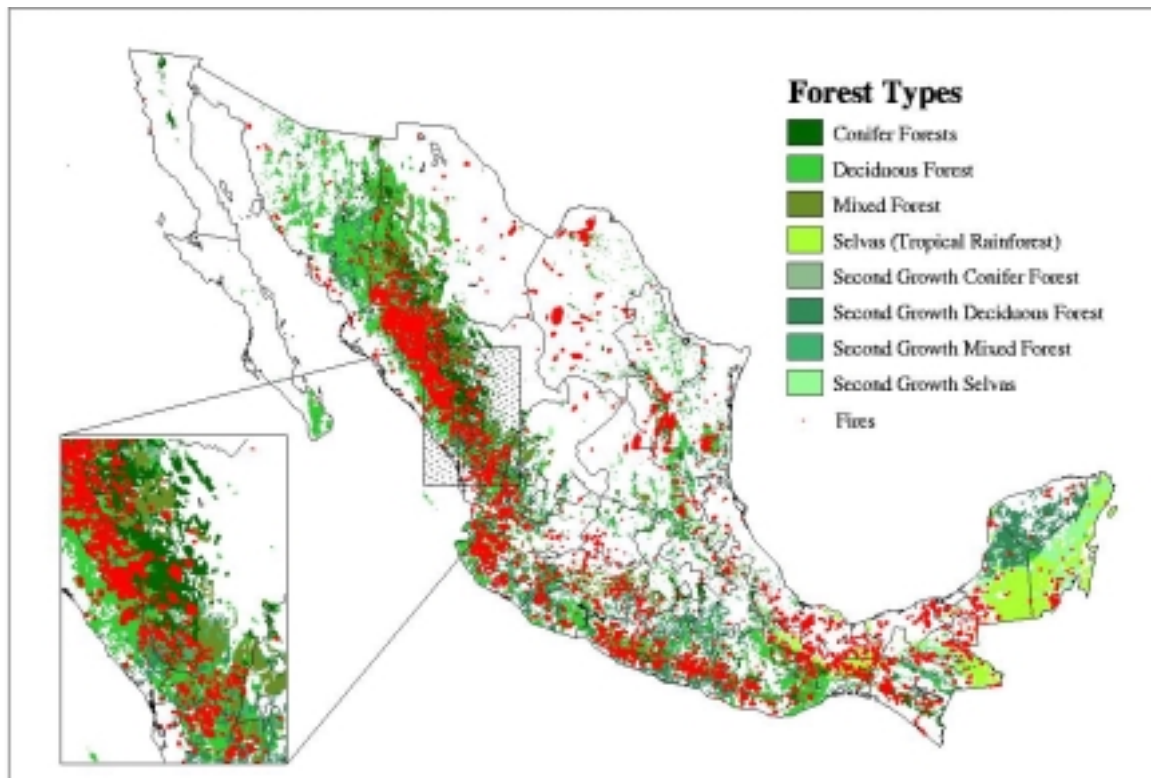 Forest Types
Conifer Forests
Deciduous Forest
Mixed Forest
Selvas (Tropical Rainforest)
Second Growth Conifer Forest
Second Growth Deciduous Forest
Second Growth Mixed Forest
Second Growth Selvas
Fires